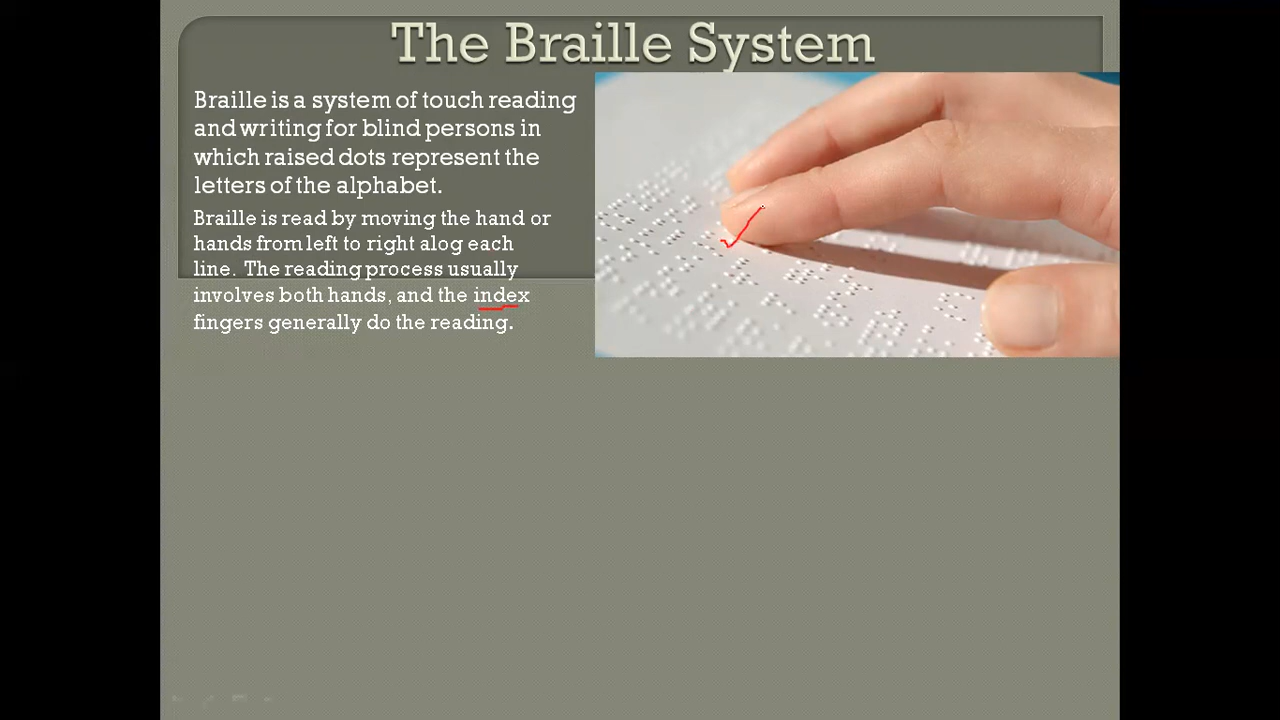 The Braille System
Braille is a system of touch reading
and writing for blind persons in
which raised dots represent the
letters of the alphabet.
Braille is read by moving the hand or
hands from left to right alog each
line. The reading process usually
involves both hands, and the index
fingers generally do the reading.